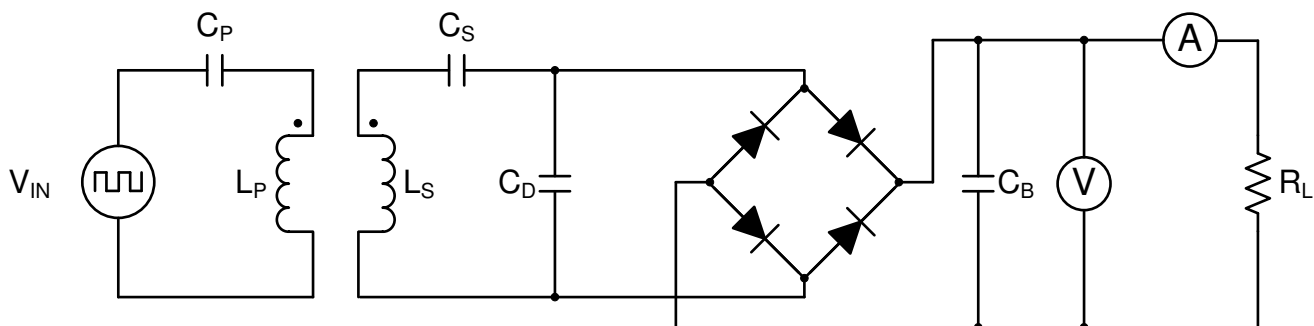 C_P
C_S
A
V_IN
L_P
L_S
C_D
C_B
V
R_L